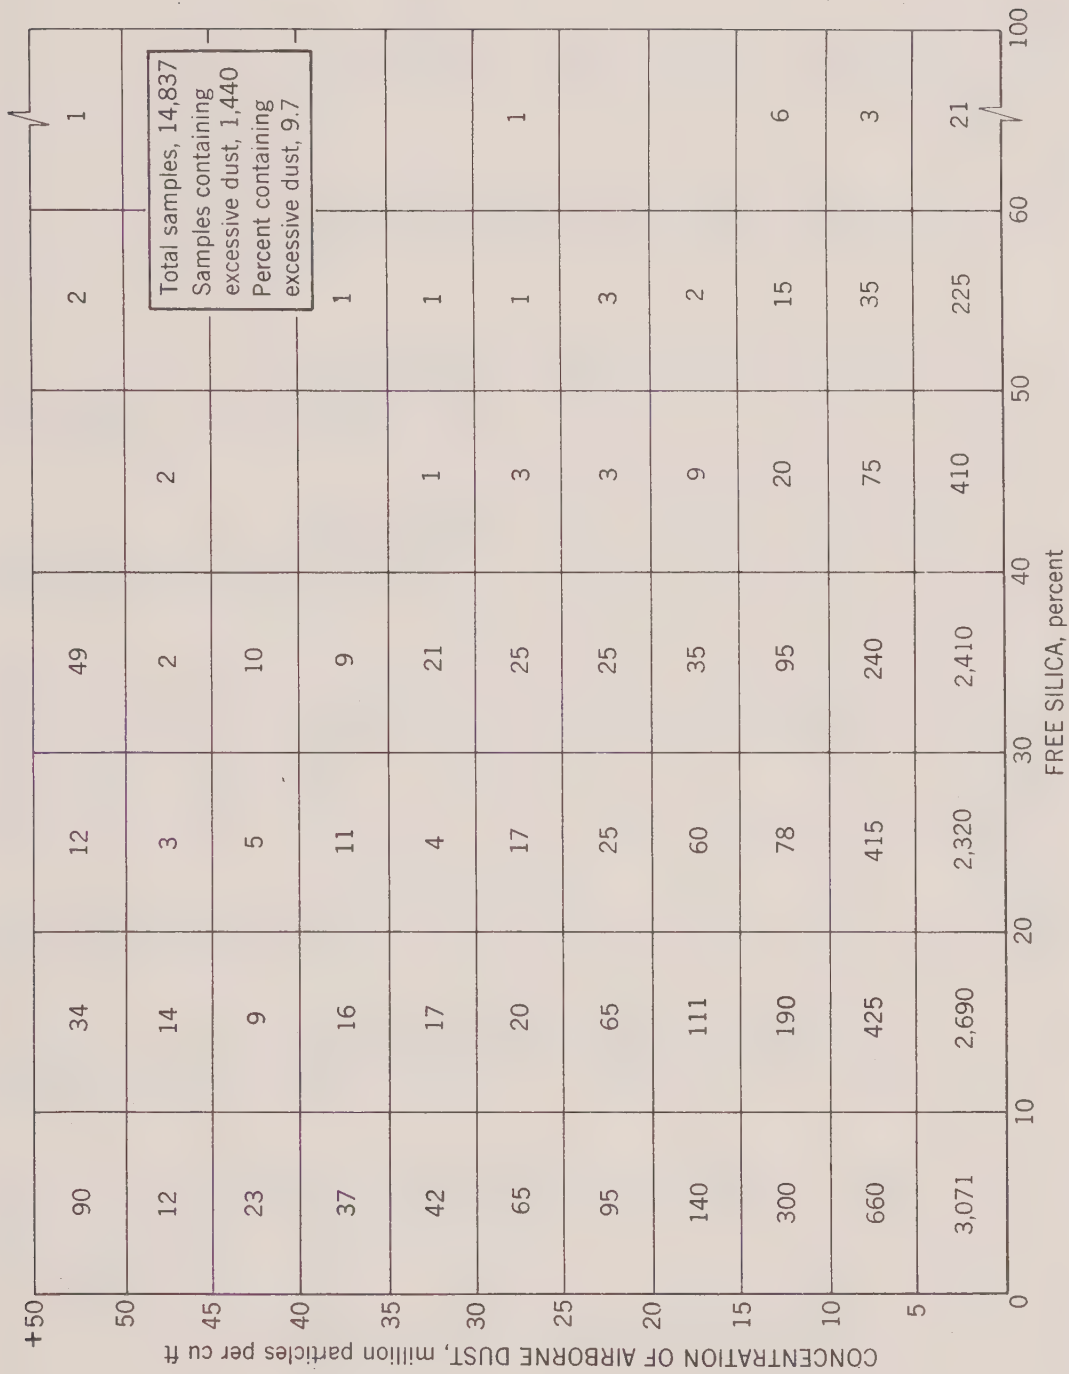 CONCENTRATION OF AIRBORNE DUST, million particles per cu ft
+50 90 34 12 49 2 1
50 12 14 3 2 2
45 23 9 5 10
40 37 16 11 9 1
35 42 17 4 21 1 1
30 65 20 17 25 3 1 1
25 95 65 25 25 3 3
20 140 111 60 35 9 2
15 300 190 78 95 20 15 6
10 660 425 415 240 75 35 3
5 3,071 2,690 2,320 2,410 410 225 21
Total samples, 14,837
Samples containing
excessive dust, 1,440
Percent containing
excessive dust, 9.7
0 10 20 30 40 50 60 100
FREE SILICA, percent